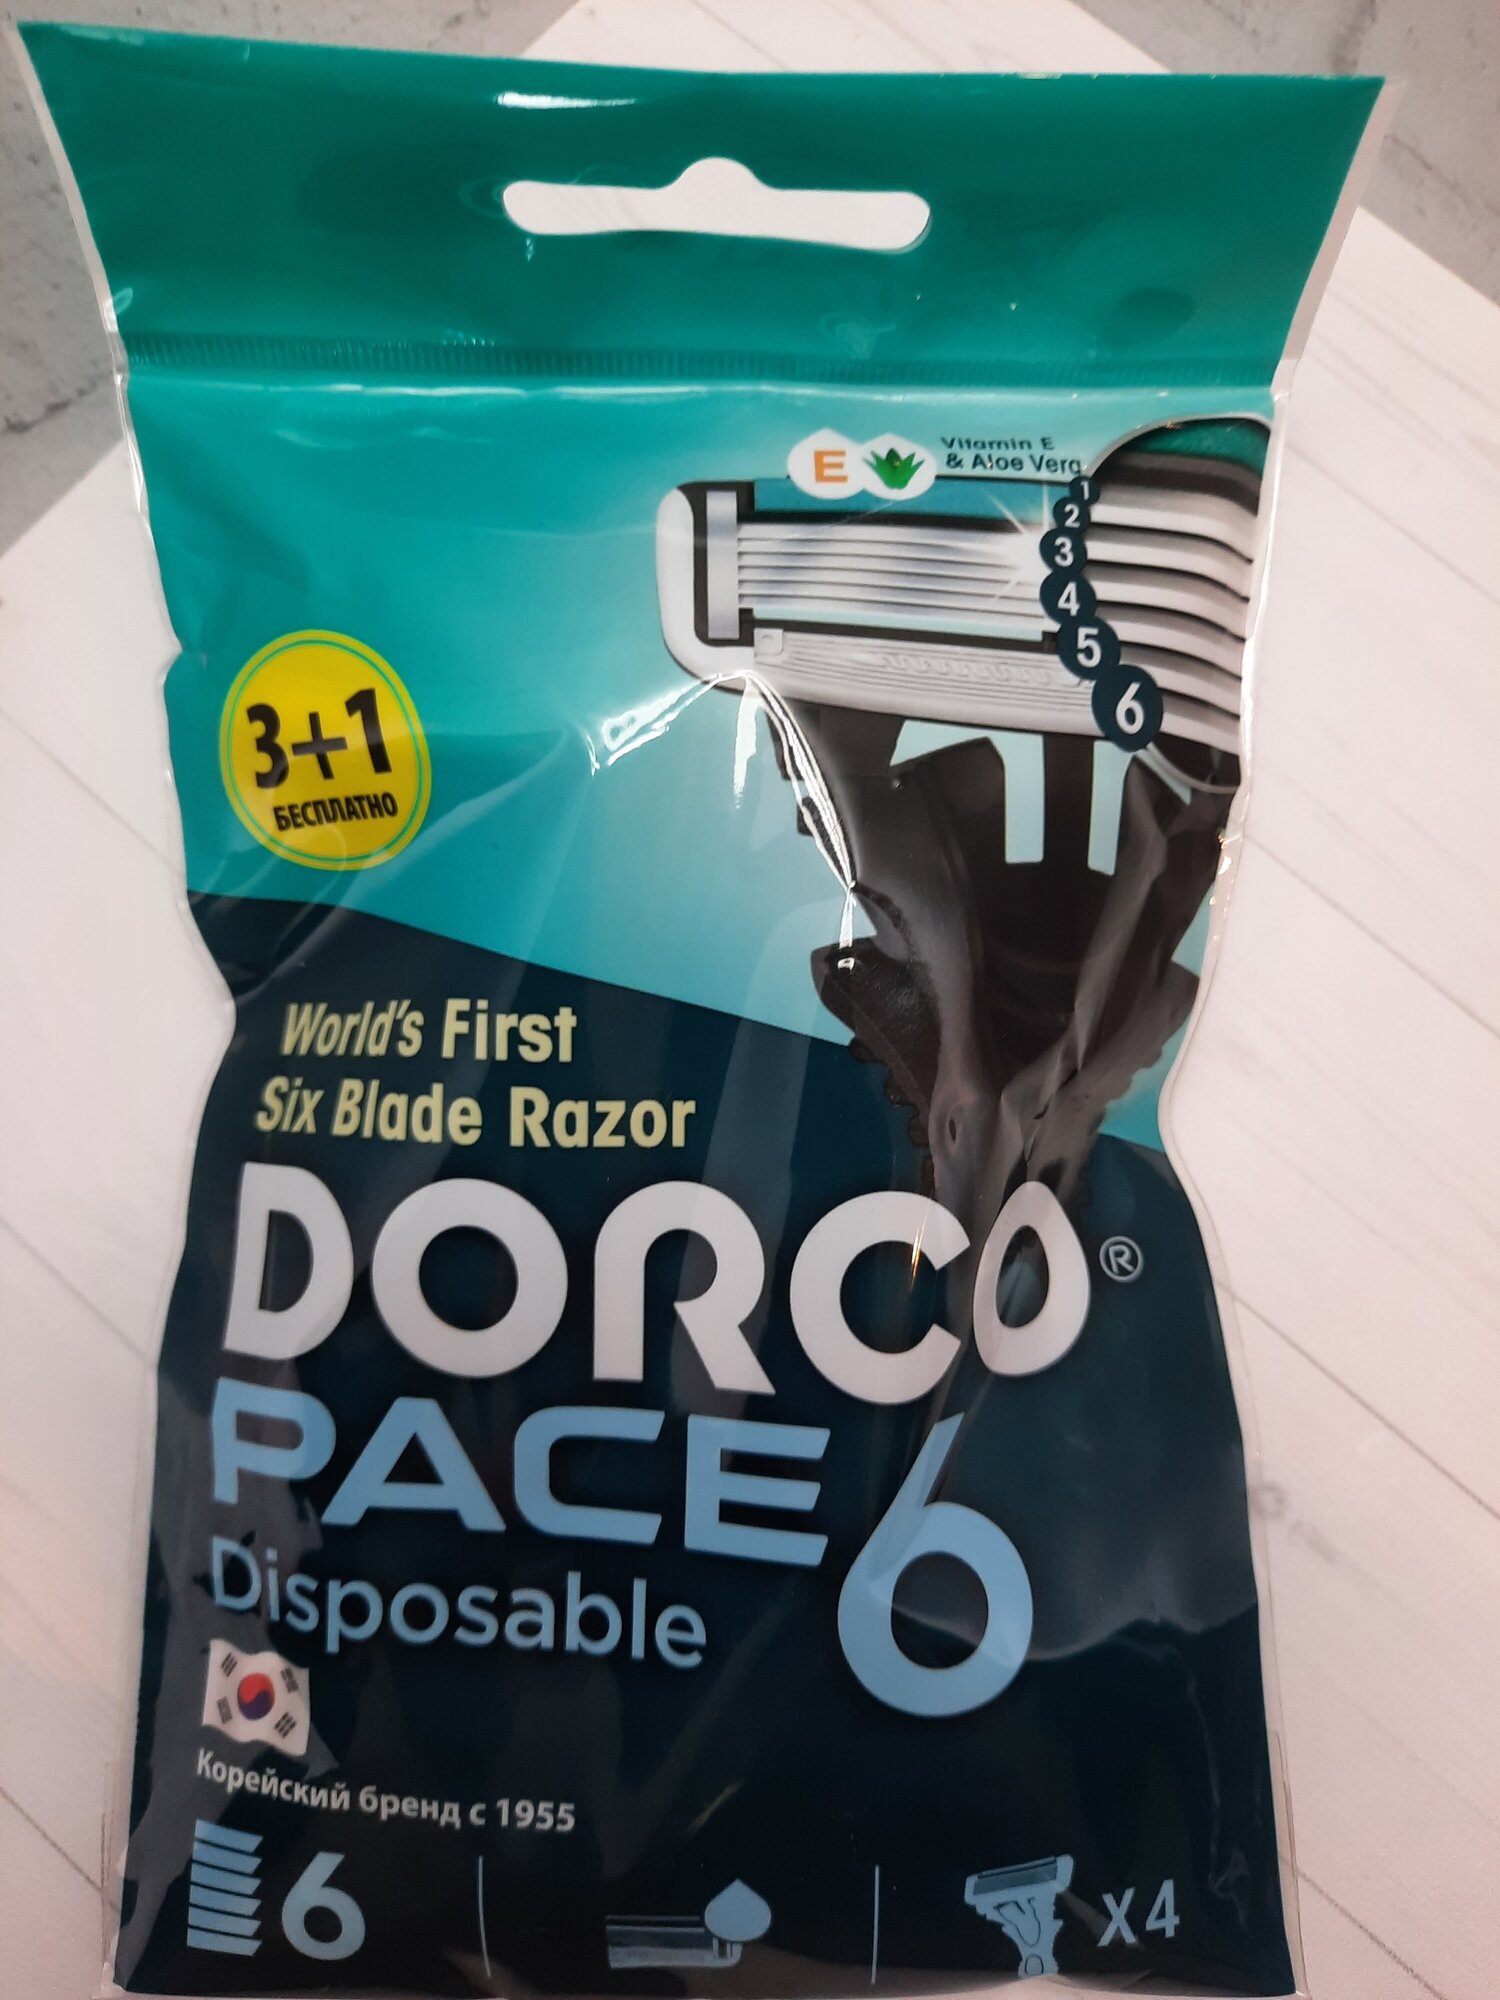 E
Vitamin E
& Aloe Vera
1
2
3
4
5
6
3+1
БЕСПЛАТНО
World's First
Six Blade Razor
DORCO®
PACE 6
Disposable
Корейский бренд с 1955
6
X4